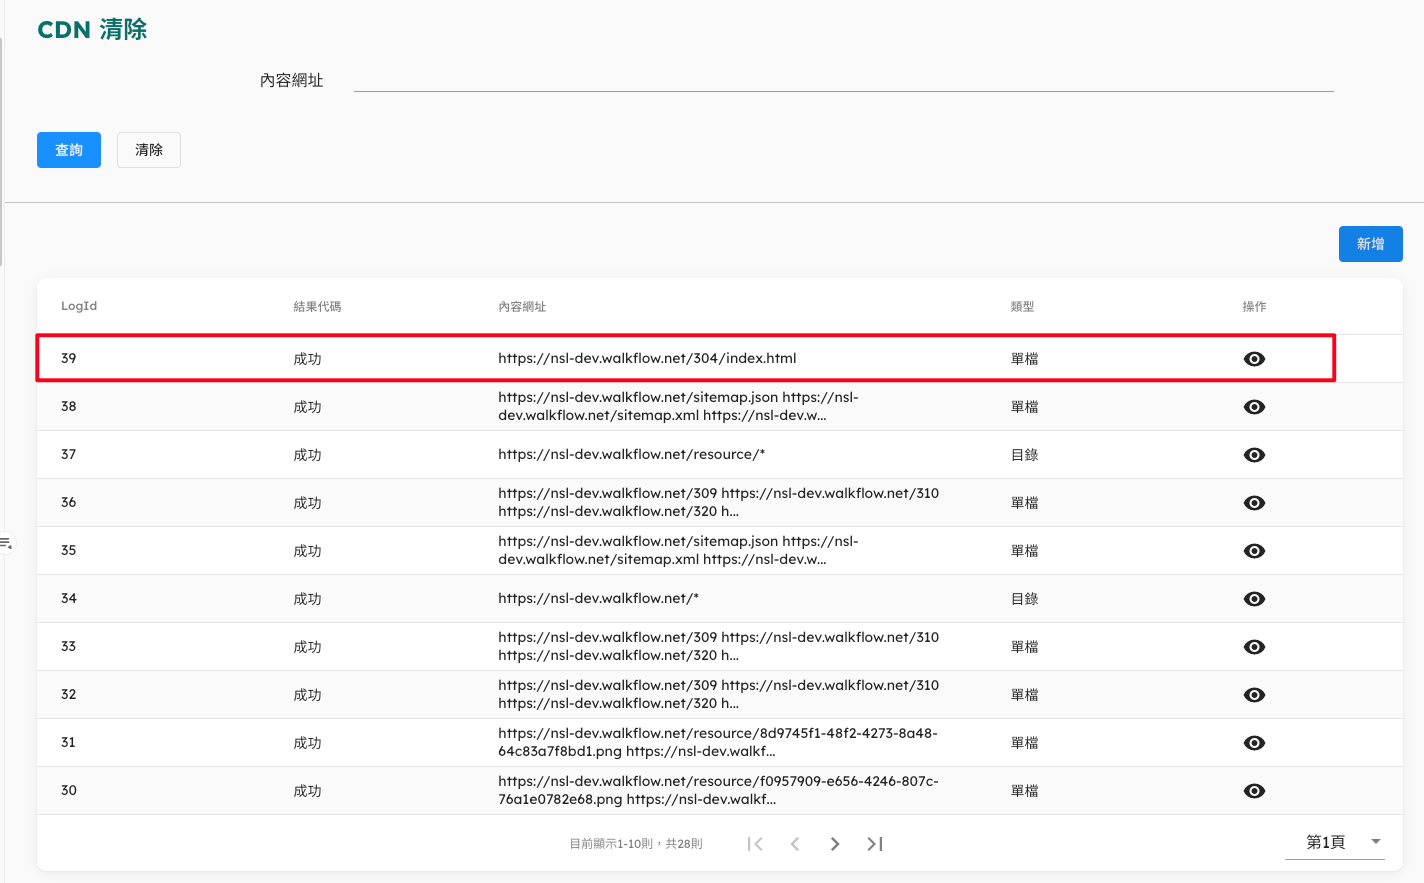 CDN 清除
內容網址
查詢 清除
新增
LogId 結果代碼 內容網址 類型 操作
39 成功 https://nsl-dev.walkflow.net/304/index.html 單檔
38 成功 https://nsl-dev.walkflow.net/sitemap.json https://nsl-
dev.walkflow.net/sitemap.xml https://nsl-dev.w... 單檔
37 成功 https://nsl-dev.walkflow.net/resource/* 目錄
36 成功 https://nsl-dev.walkflow.net/309 https://nsl-dev.walkflow.net/310
https://nsl-dev.walkflow.net/320 h... 單檔
35 成功 https://nsl-dev.walkflow.net/sitemap.json https://nsl-
dev.walkflow.net/sitemap.xml https://nsl-dev.w... 單檔
34 成功 https://nsl-dev.walkflow.net/* 目錄
33 成功 https://nsl-dev.walkflow.net/309 https://nsl-dev.walkflow.net/310
https://nsl-dev.walkflow.net/320 h... 單檔
32 成功 https://nsl-dev.walkflow.net/309 https://nsl-dev.walkflow.net/310
https://nsl-dev.walkflow.net/320 h... 單檔
31 成功 https://nsl-dev.walkflow.net/resource/8d9745f1-48f2-4273-8a48-
64c83a7f8bd1.png https://nsl-dev.walkf... 單檔
30 成功 https://nsl-dev.walkflow.net/resource/f0957909-e656-4246-807c-
76a1e0782e68.png https://nsl-dev.walkf... 單檔
目前顯示1-10則，共28則 第1頁